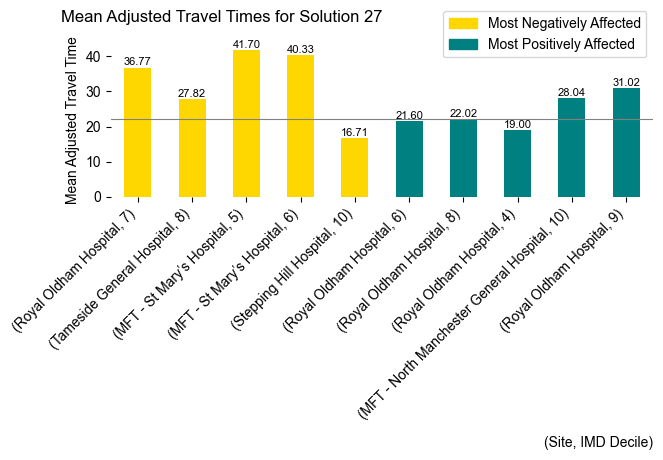 Mean Adjusted Travel Times for Solution 27
Most Negatively Affected
Most Positively Affected
Mean Adjusted Travel Time
40
30
20
10
0
36.77
27.82
41.70
40.33
16.71
21.60
22.02
19.00
28.04
31.02
(Royal Oldham Hospital, 7)
(Tameside General Hospital, 8)
(MFT - St Mary's Hospital, 5)
(MFT - St Mary's Hospital, 6)
(Stepping Hill Hospital, 10)
(Royal Oldham Hospital, 6)
(Royal Oldham Hospital, 8)
(Royal Oldham Hospital, 4)
(MFT - North Manchester General Hospital, 10)
(Royal Oldham Hospital, 9)
(Site, IMD Decile)